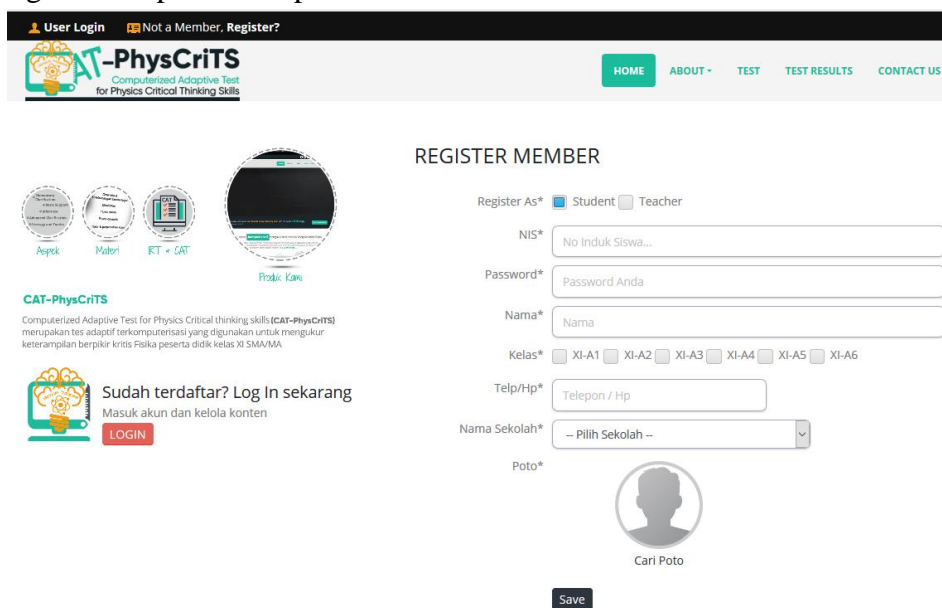 User Login Not a Member, Register?
AT-PhysCriTS
Computerized Adaptive Test
for Physics Critical Thinking Skills
HOME ABOUT TEST TEST RESULTS CONTACT US
REGISTER MEMBER
Register As* Student Teacher
NIS* No Induk Siswa...
Password* Password Anda
Nama* Nama
Kelas* XI-A1 XI-A2 XI-A3 XI-A4 XI-A5 XI-A6
Telp/Hp* Telepon / Hp
Nama Sekolah* -- Pilih Sekolah --
Poto*
Cari Poto
Save
CAT
Aspek Materi IRT & CAT
Produk Kami
CAT-PhysCriTS
Computerized Adaptive Test for Physics Critical thinking skills (CAT-PhysCriTS)
merupakan tes adaptif terkomputerisasi yang digunakan untuk mengukur
keterampilan berpikir kritis Fisika peserta didik kelas XI SMA/MA
Sudah terdaftar? Log In sekarang
Masuk akun dan kelola konten
LOGIN